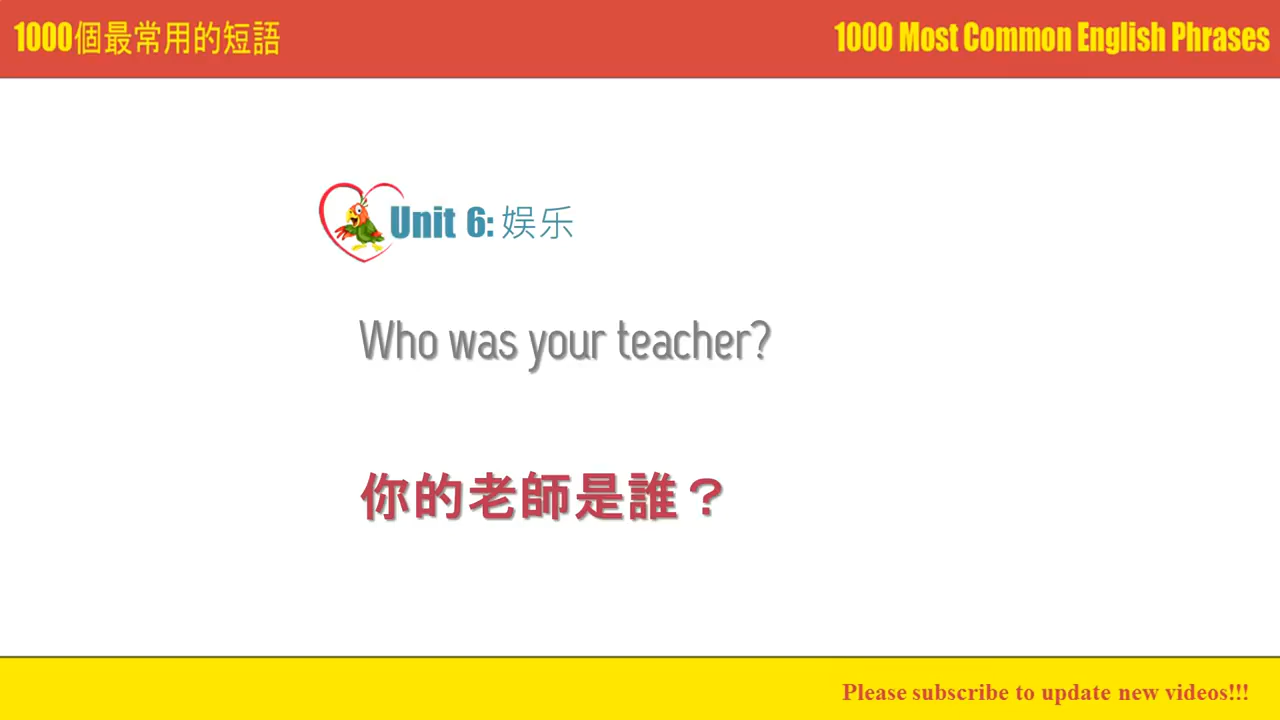 1000個最常用的短語
1000 Most Common English Phrases
Unit 6: 娱乐
Who was your teacher?
你的老師是誰？
Please subscribe to update new videos!!!